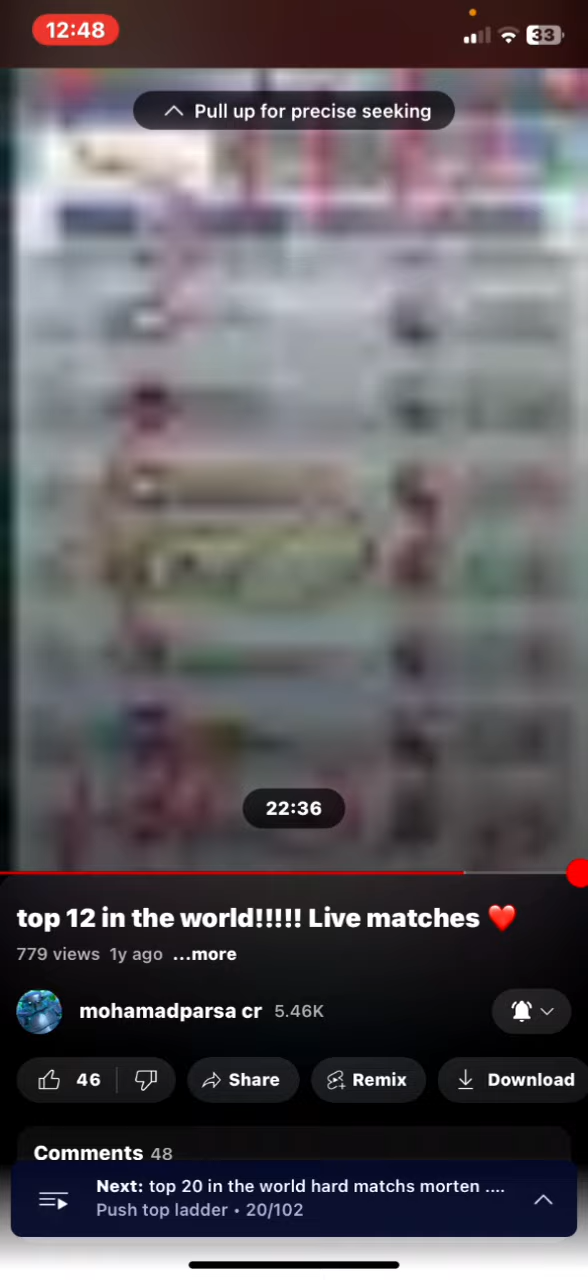 12:48
33
Pull up for precise seeking
22:36
top 12 in the world!!!!! Live matches ❤️
779 views 1y ago ...more
mohamadparsa cr 5.46K
46 Share Remix Download
Comments 48
Next: top 20 in the world hard matchs morten ....
Push top ladder • 20/102